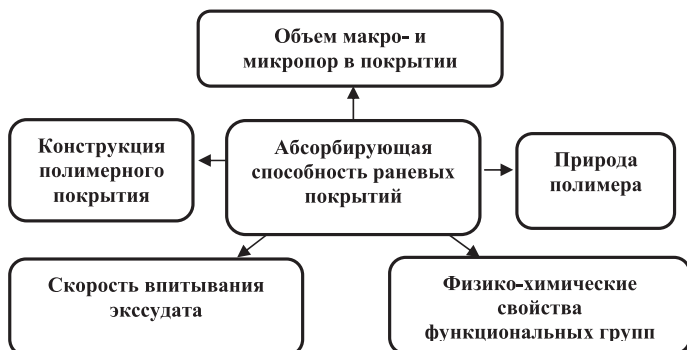 Объем макро- и
микропор в покрытии
Конструкция
полимерного
покрытия
Абсорбирующая
способность раневых
покрытий
Природа
полимера
Скорость впитывания
экссудата
Физико-химические
свойства
функциональных групп